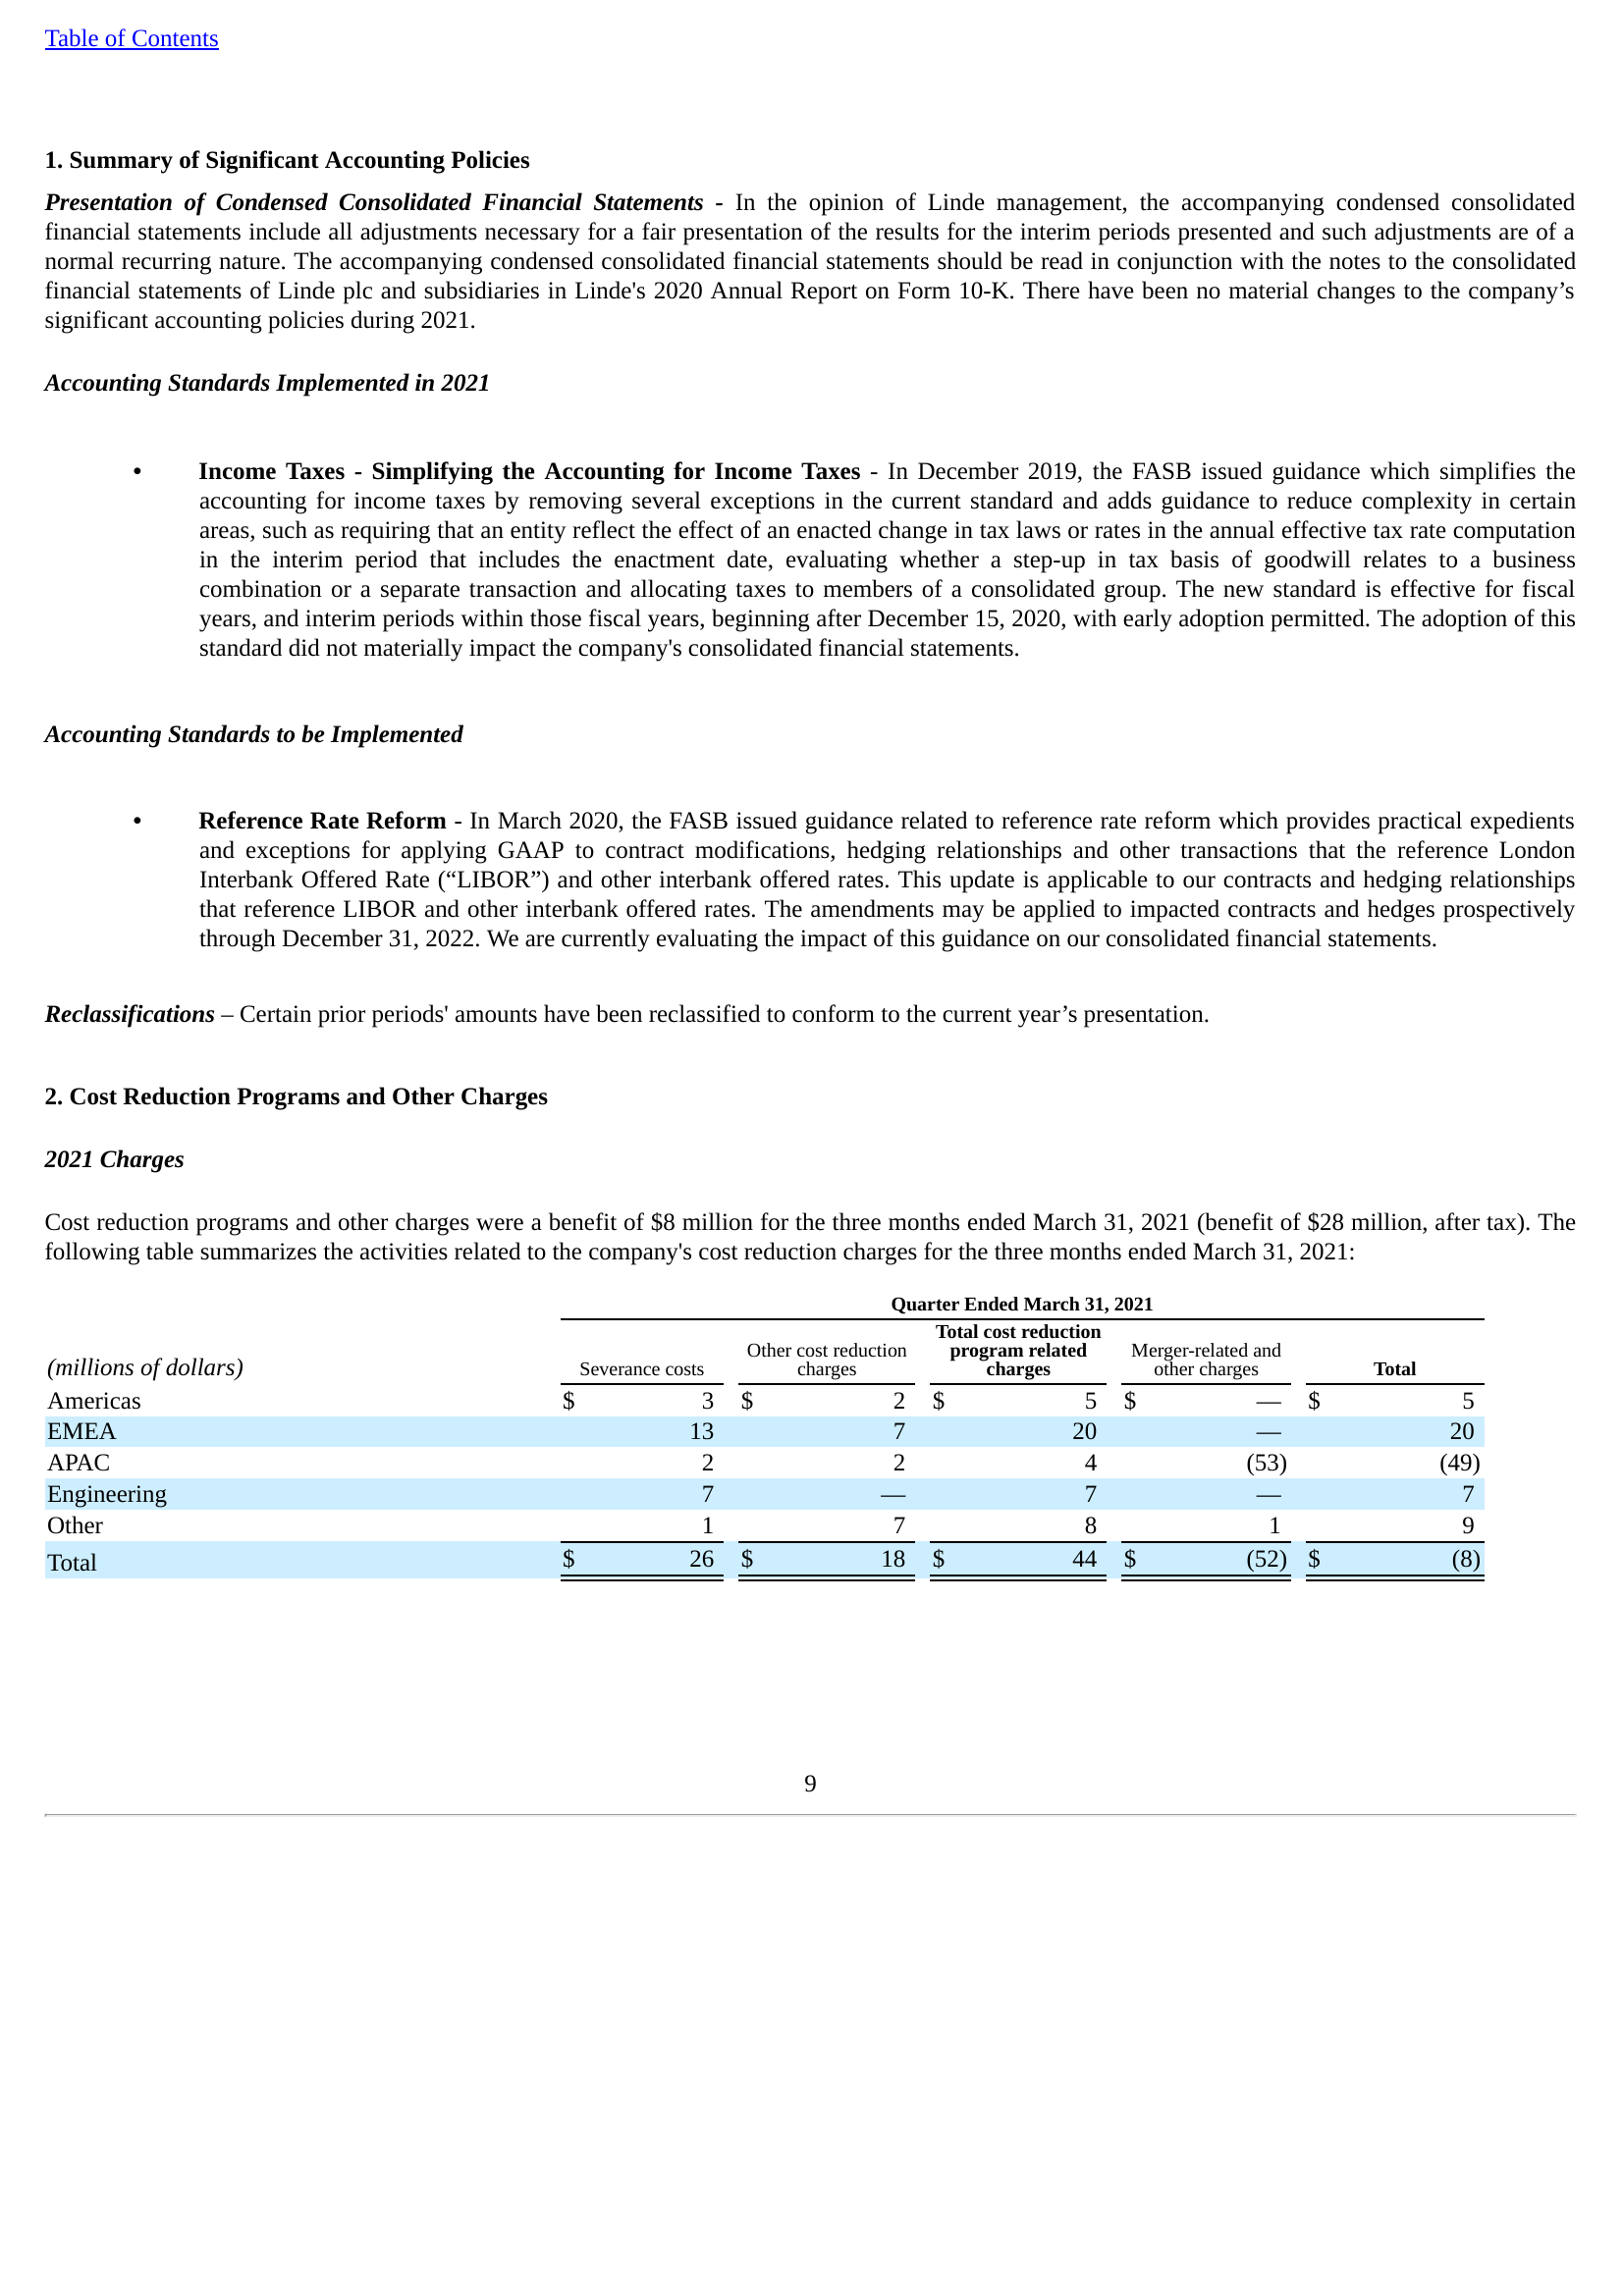 Table of Contents
1. Summary of Significant Accounting Policies
Presentation of Condensed Consolidated Financial Statements - In the opinion of Linde management, the accompanying condensed consolidated
financial statements include all adjustments necessary for a fair presentation of the results for the interim periods presented and such adjustments are of a
normal recurring nature. The accompanying condensed consolidated financial statements should be read in conjunction with the notes to the consolidated
financial statements of Linde plc and subsidiaries in Linde's 2020 Annual Report on Form 10-K. There have been no material changes to the company’s
significant accounting policies during 2021.
Accounting Standards Implemented in 2021
• Income Taxes - Simplifying the Accounting for Income Taxes - In December 2019, the FASB issued guidance which simplifies the
accounting for income taxes by removing several exceptions in the current standard and adds guidance to reduce complexity in certain
areas, such as requiring that an entity reflect the effect of an enacted change in tax laws or rates in the annual effective tax rate computation
in the interim period that includes the enactment date, evaluating whether a step-up in tax basis of goodwill relates to a business
combination or a separate transaction and allocating taxes to members of a consolidated group. The new standard is effective for fiscal
years, and interim periods within those fiscal years, beginning after December 15, 2020, with early adoption permitted. The adoption of this
standard did not materially impact the company's consolidated financial statements.
Accounting Standards to be Implemented
• Reference Rate Reform - In March 2020, the FASB issued guidance related to reference rate reform which provides practical expedients
and exceptions for applying GAAP to contract modifications, hedging relationships and other transactions that the reference London
Interbank Offered Rate (“LIBOR”) and other interbank offered rates. This update is applicable to our contracts and hedging relationships
that reference LIBOR and other interbank offered rates. The amendments may be applied to impacted contracts and hedges prospectively
through December 31, 2022. We are currently evaluating the impact of this guidance on our consolidated financial statements.
Reclassifications – Certain prior periods' amounts have been reclassified to conform to the current year’s presentation.
2. Cost Reduction Programs and Other Charges
2021 Charges
Cost reduction programs and other charges were a benefit of $8 million for the three months ended March 31, 2021 (benefit of $28 million, after tax). The
following table summarizes the activities related to the company's cost reduction charges for the three months ended March 31, 2021:
Quarter Ended March 31, 2021
(millions of dollars) Severance costs Other cost reduction charges Total cost reduction program related charges Merger-related and other charges Total
Americas $ 3 $ 2 $ 5 $ — $ 5
EMEA 13 7 20 — 20
APAC 2 2 4 (53) (49)
Engineering 7 — 7 — 7
Other 1 7 8 1 9
Total $ 26 $ 18 $ 44 $ (52) $ (8)
9